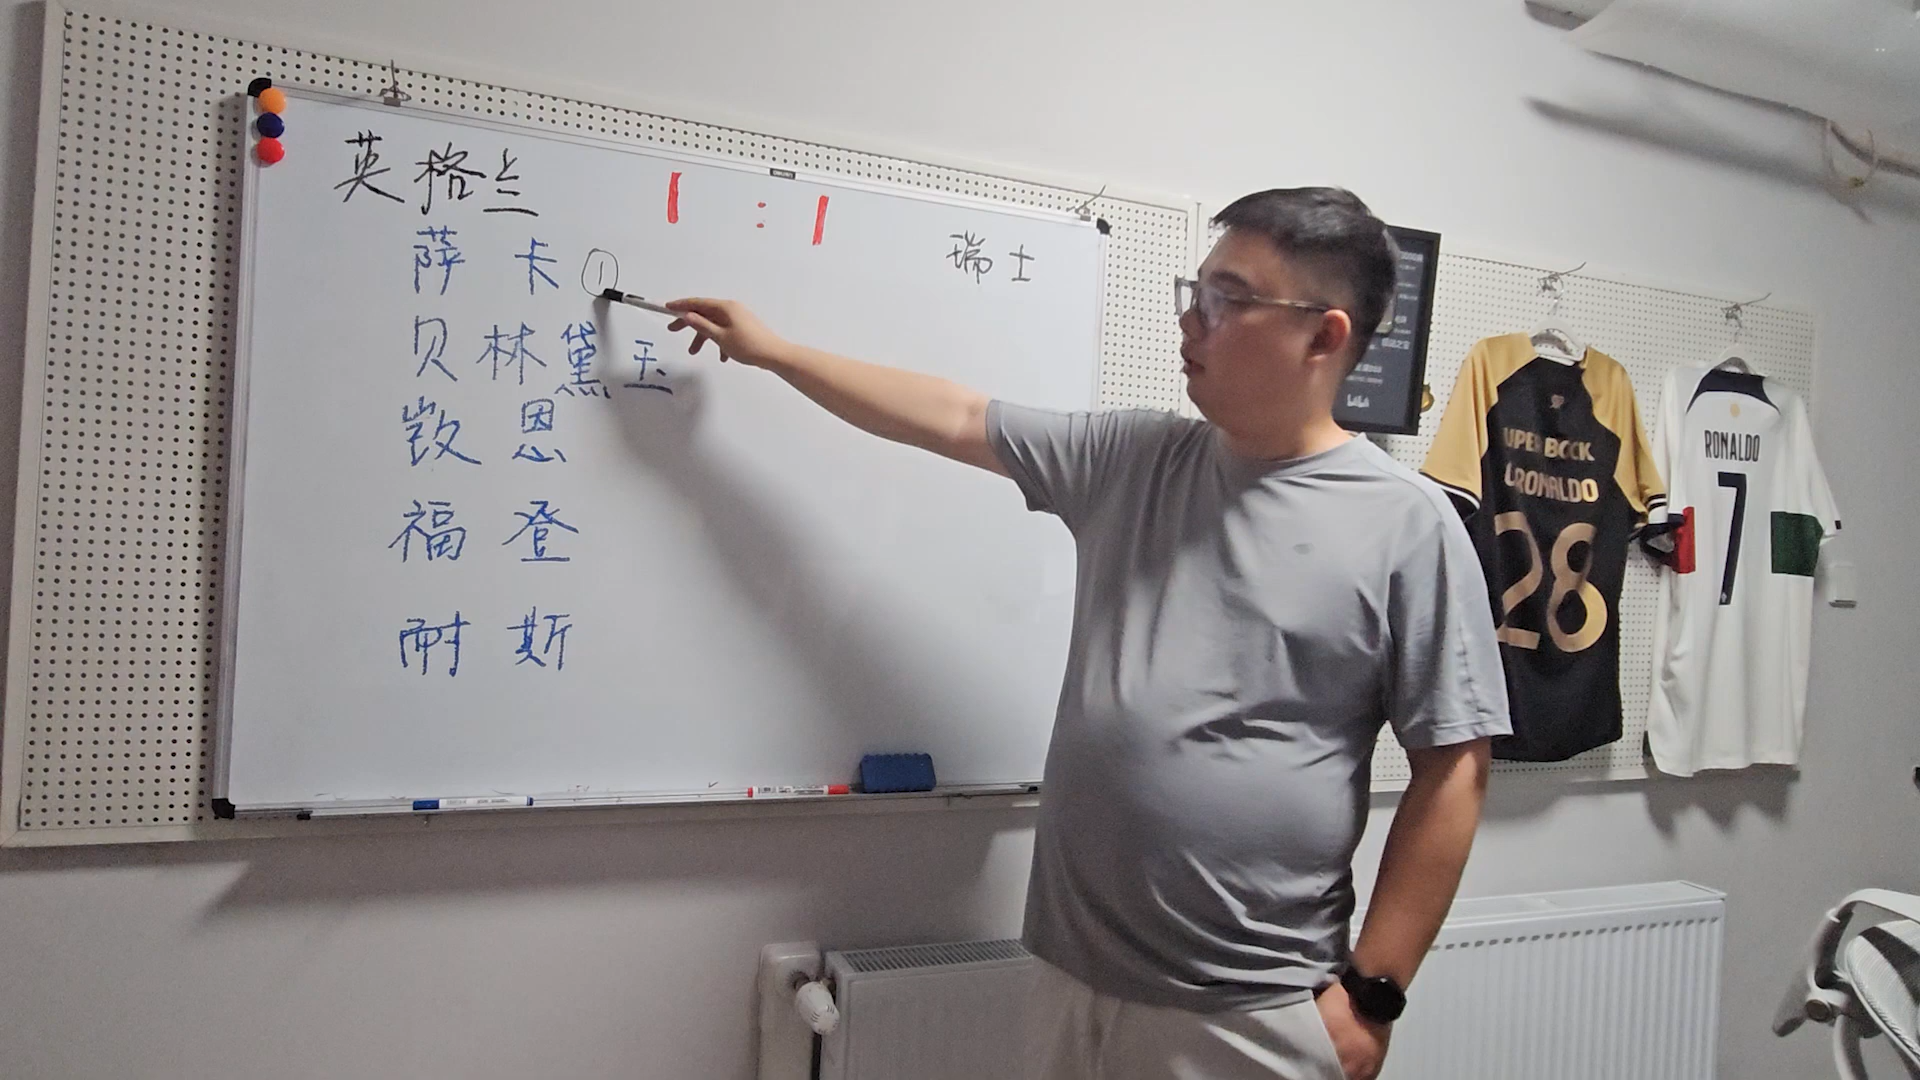 英格兰 1 : 1 瑞士
萨卡 ①
贝林黛玉
凯恩
福登
耐斯
UPER BOCK
RONALDO
28
RONALDO
7